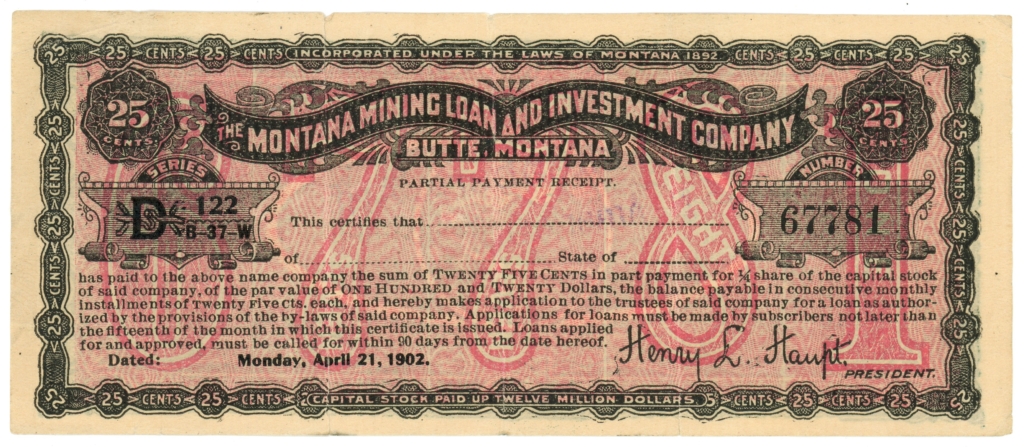 25 CENTS 25 CENTS INCORPORATED UNDER THE LAWS OF MONTANA 1892 CENTS 25 CENTS 25
25 CENTS
THE MONTANA MINING LOAN AND INVESTMENT COMPANY
25 CENTS
BUTTE, MONTANA
SERIES
NUMBER
PARTIAL PAYMENT RECEIPT.
D 122
B-37-W
67781
This certifies that
of State of
has paid to the above name company the sum of TWENTY FIVE CENTS in part payment for ¼ share of the capital stock
of said company, of the par value of ONE HUNDRED and TWENTY Dollars, the balance payable in consecutive monthly
installments of Twenty Five cts. each, and hereby makes application to the trustees of said company for a loan as author-
ized by the provisions of the by-laws of said company. Applications for loans must be made by subscribers not later than
the fifteenth of the month in which this certificate is issued. Loans applied
for and approved, must be called for within 90 days from the date hereof.
Henry L. Haupt.
Dated: Monday, April 21, 1902.
PRESIDENT.
25 CENTS 25 CENTS CAPITAL STOCK PAID UP TWELVE MILLION DOLLARS CENTS 25 CENTS 25
EIGHT